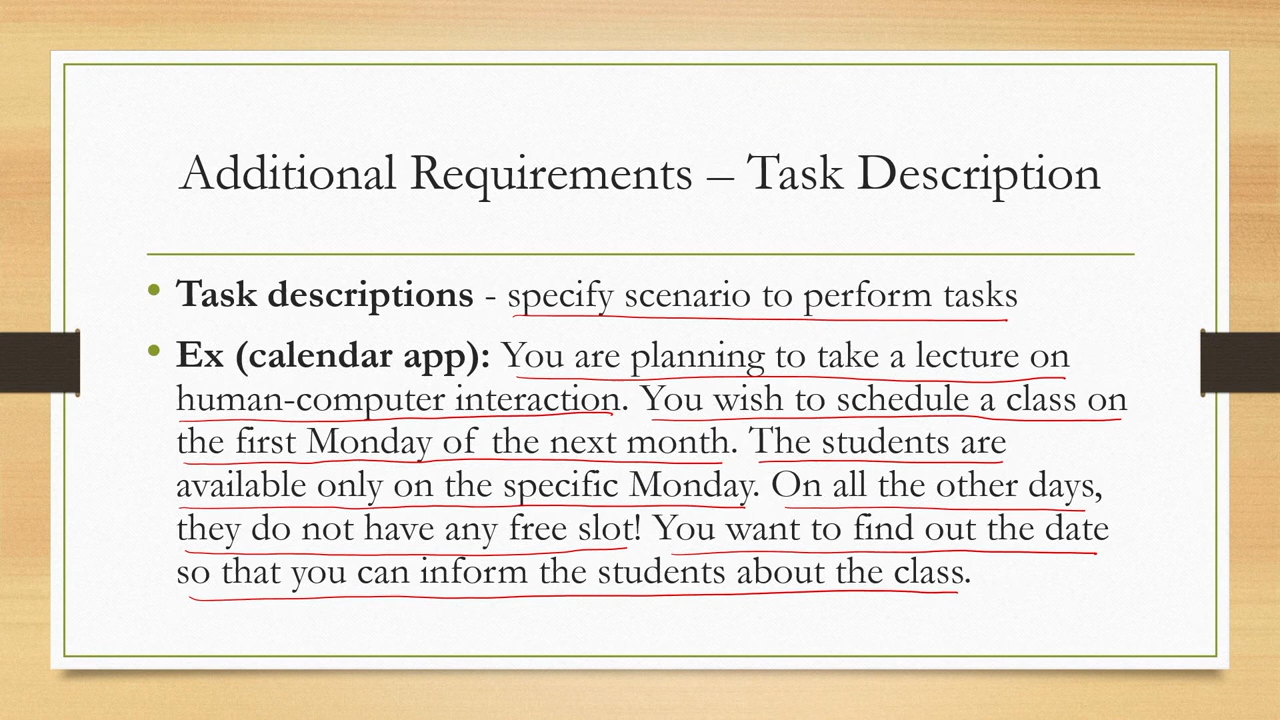 Additional Requirements – Task Description
• Task descriptions - specify scenario to perform tasks
• Ex (calendar app): You are planning to take a lecture on
human-computer interaction. You wish to schedule a class on
the first Monday of the next month. The students are
available only on the specific Monday. On all the other days,
they do not have any free slot! You want to find out the date
so that you can inform the students about the class.